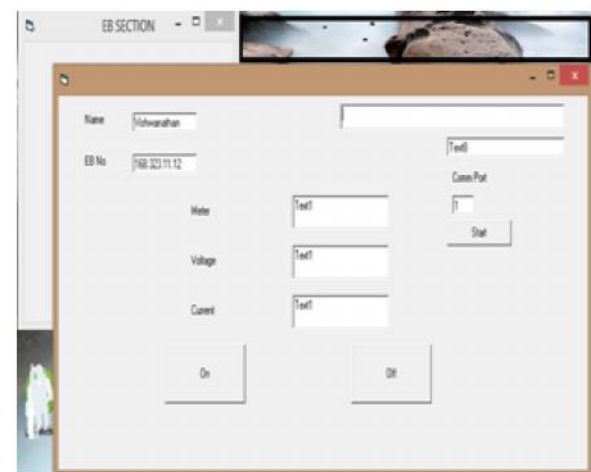 EB SECTION
Name
Vishwanathan
EB No
168.323.11.12
Text8
Comm Port
1
Start
Meter
Text1
Voltage
Text1
Current
Text1
On
Off